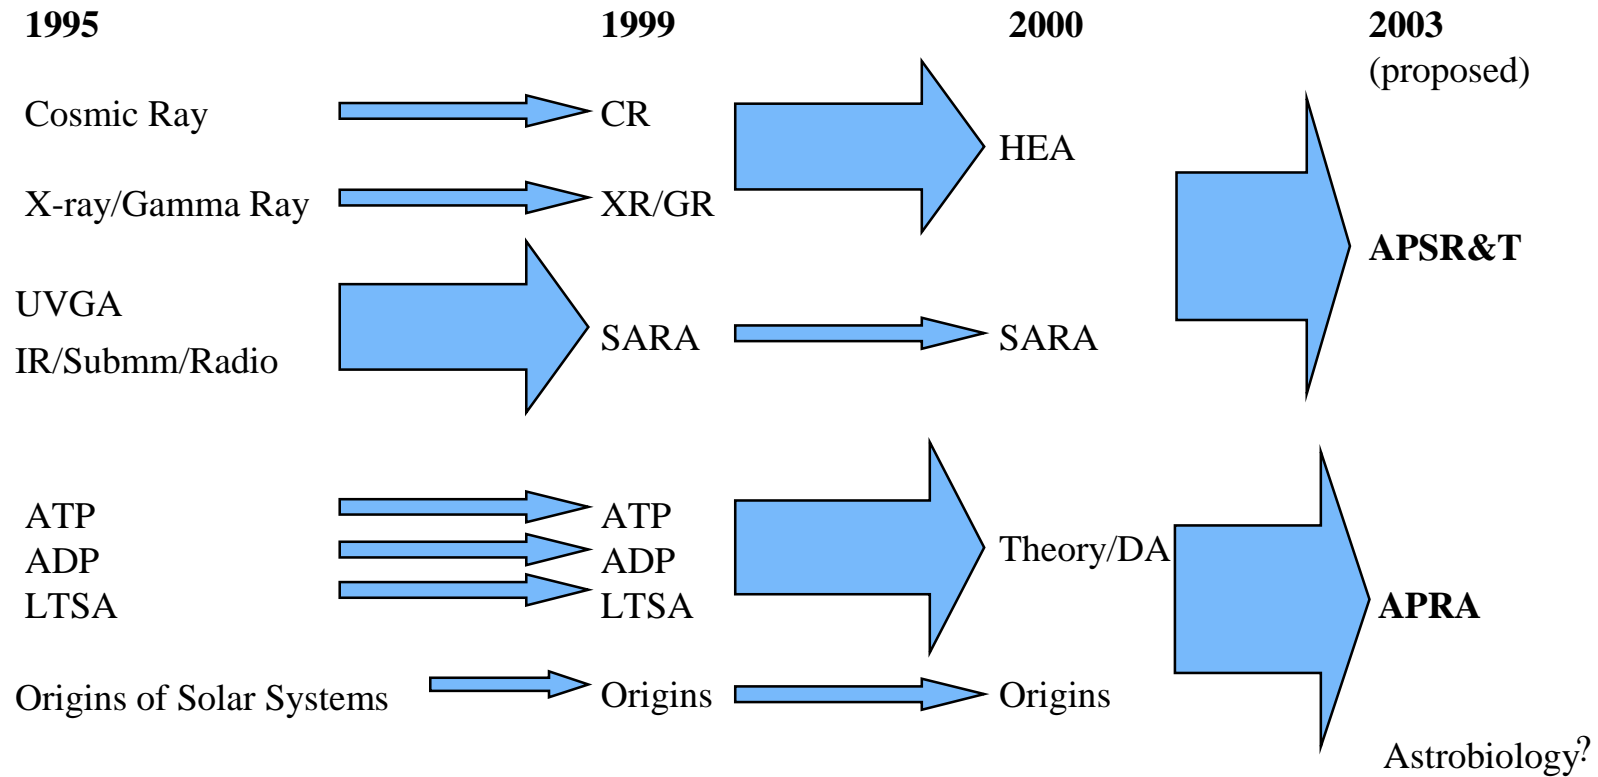 1995 1999 2000 2003
(proposed)
Cosmic Ray CR
HEA
X-ray/Gamma Ray XR/GR
APSR&T
UVGA
SARA SARA
IR/Submm/Radio
ATP ATP
ADP ADP Theory/DA
LTSA LTSA APRA
Origins of Solar Systems Origins Origins
Astrobiology?